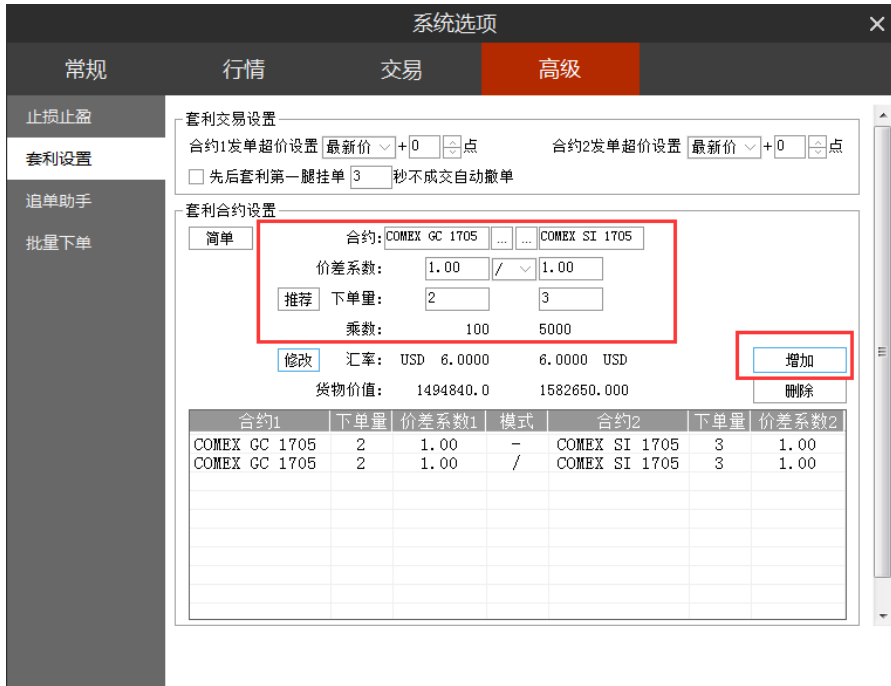 系统选项
常规 行情 交易 高级
止损止盈
套利设置
追单助手
批量下单
套利交易设置
合约1发单超价设置 最新价 +0 点 合约2发单超价设置 最新价 +0 点
先后套利第一腿挂单 3 秒不成交自动撤单
套利合约设置
简单 合约: COMEX GC 1705 ... ... COMEX SI 1705
价差系数: 1.00 / 1.00
推荐 下单量: 2 3
乘数: 100 5000
修改 汇率: USD 6.0000 6.0000 USD 增加
货物价值: 1494840.0 1582650.000 删除
合约1 下单量 价差系数1 模式 合约2 下单量 价差系数2
COMEX GC 1705 2 1.00 - COMEX SI 1705 3 1.00
COMEX GC 1705 2 1.00 / COMEX SI 1705 3 1.00